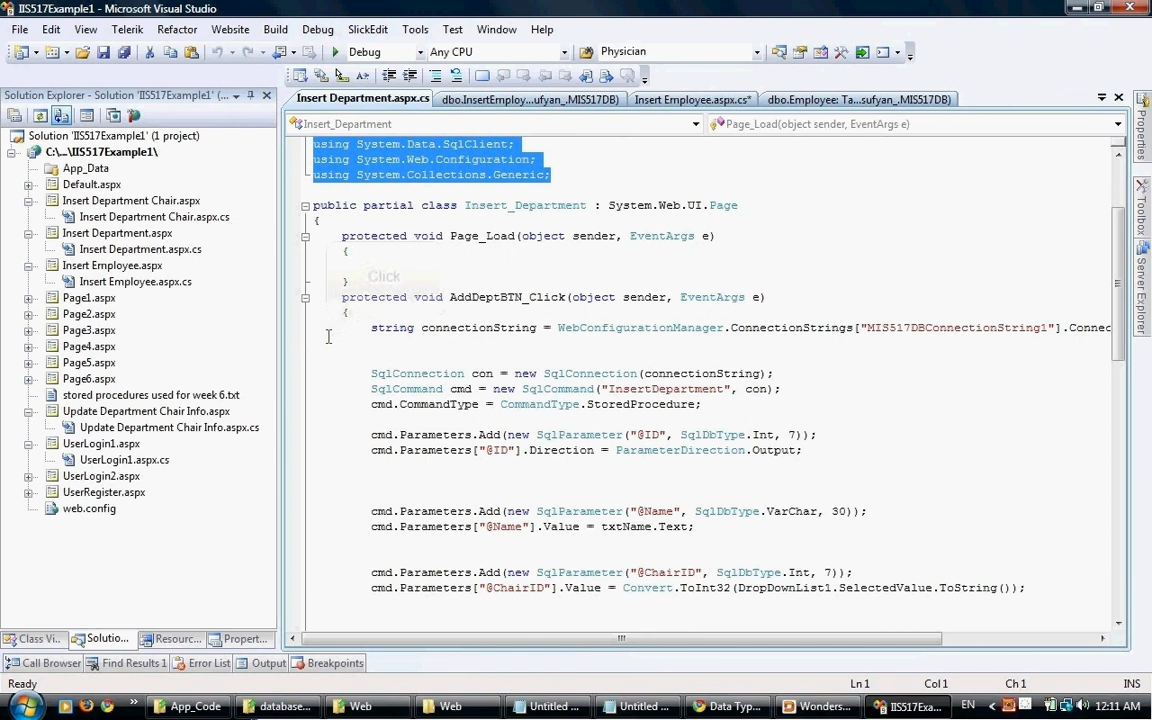 IIS517Example1 - Microsoft Visual Studio
File Edit View Telerik Refactor Website Build Debug SlickEdit Tools Test Window Help
Debug Any CPU Physician
Solution Explorer - Solution 'IIS517Example1' (...
Insert Department.aspx.cs dbo.InsertEmploy...ufyan_.MIS517DB) Insert Employee.aspx.cs* dbo.Employee: Ta...sufyan_.MIS517DB)
Insert_Department Page_Load(object sender, EventArgs e)
Solution 'IIS517Example1' (1 project)
C:\...\IIS517Example1\
App_Data
Default.aspx
Insert Department Chair.aspx
Insert Department Chair.aspx.cs
Insert Department.aspx
Insert Department.aspx.cs
Insert Employee.aspx
Insert Employee.aspx.cs
Page1.aspx
Page2.aspx
Page3.aspx
Page4.aspx
Page5.aspx
Page6.aspx
stored procedures used for week 6.txt
Update Department Chair Info.aspx
Update Department Chair Info.aspx.cs
UserLogin1.aspx
UserLogin1.aspx.cs
UserLogin2.aspx
UserRegister.aspx
web.config
using System.Data.SqlClient;
using System.Web.Configuration;
using System.Collections.Generic;
public partial class Insert_Department : System.Web.UI.Page
{
protected void Page_Load(object sender, EventArgs e)
{
Click
}
protected void AddDeptBTN_Click(object sender, EventArgs e)
{
string connectionString = WebConfigurationManager.ConnectionStrings["MIS517DBConnectionString1"].Connec
SqlConnection con = new SqlConnection(connectionString);
SqlCommand cmd = new SqlCommand("InsertDepartment", con);
cmd.CommandType = CommandType.StoredProcedure;
cmd.Parameters.Add(new SqlParameter("@ID", SqlDbType.Int, 7));
cmd.Parameters["@ID"].Direction = ParameterDirection.Output;
cmd.Parameters.Add(new SqlParameter("@Name", SqlDbType.VarChar, 30));
cmd.Parameters["@Name"].Value = txtName.Text;
cmd.Parameters.Add(new SqlParameter("@ChairID", SqlDbType.Int, 7));
cmd.Parameters["@ChairID"].Value = Convert.ToInt32(DropDownList1.SelectedValue.ToString());
Properties
Toolbox
Server Explorer
Class Vi... Solutio... Resourc... Propert...
Call Browser Find Results 1 Error List Output Breakpoints
Ready Ln 1 Col 1 Ch 1 INS
App_Code database... Web Web Untitled ... Untitled ... Data Typ... Wonders... IIS517Exa... EN 12:11 AM